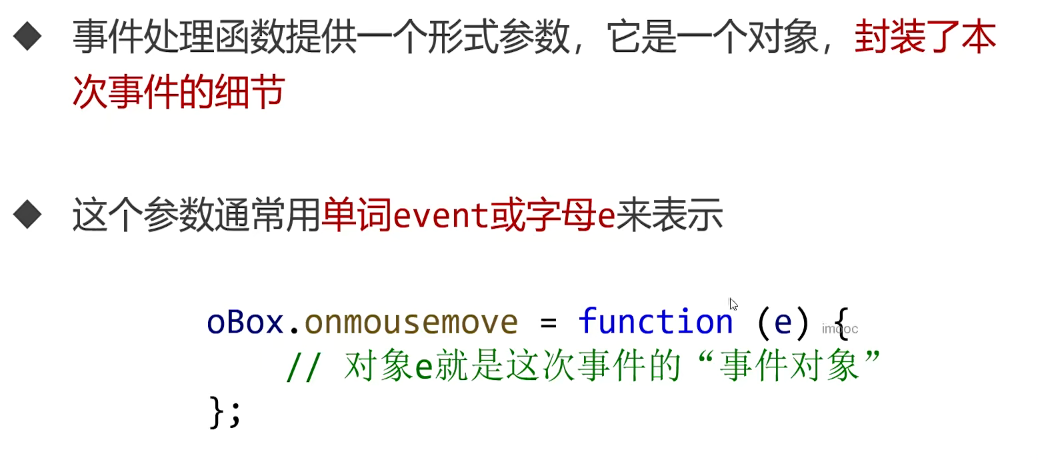 ◆ 事件处理函数提供一个形式参数，它是一个对象，封装了本
次事件的细节
◆ 这个参数通常用单词event或字母e来表示
oBox.onmousemove = function (e) {
// 对象e就是这次事件的“事件对象”
};
imooc